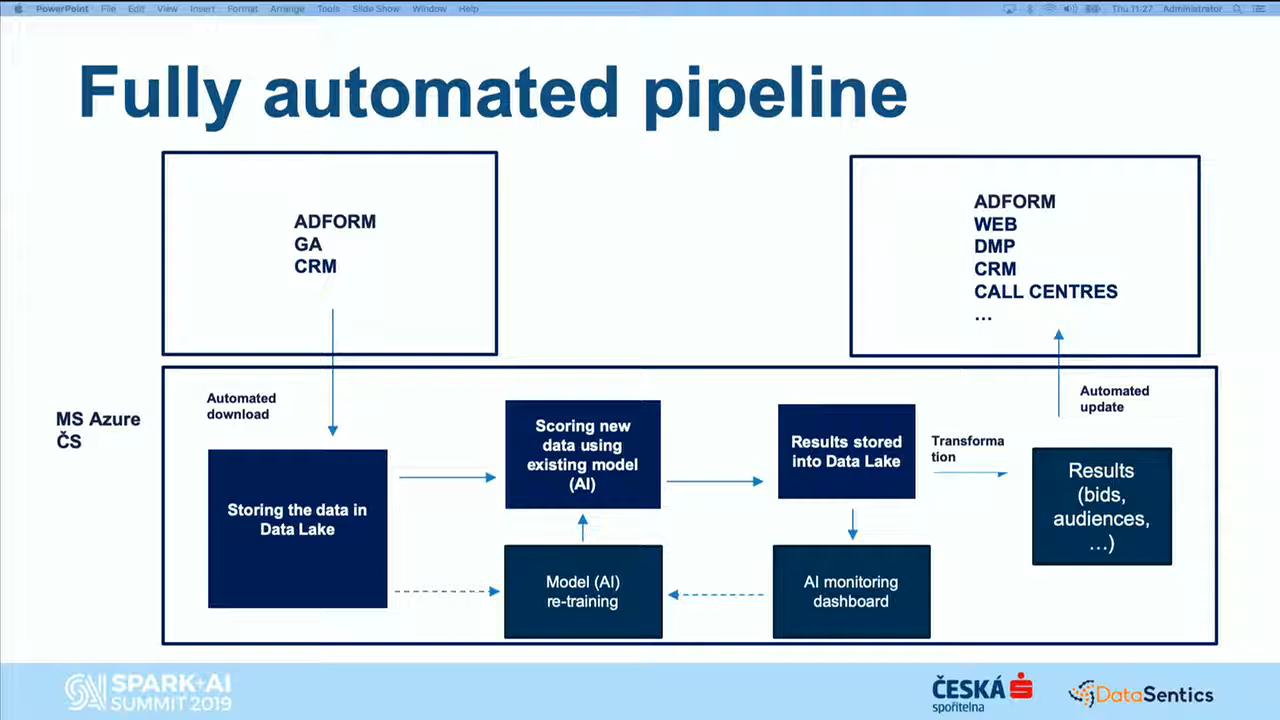 PowerPoint File Edit View Insert Format Arrange Tools Slide Show Window Help Thu 11:27 Administrator
Fully automated pipeline
ADFORM
GA
CRM
ADFORM
WEB
DMP
CRM
CALL CENTRES
...
MS Azure
ČS
Automated
download
Storing the data in
Data Lake
Scoring new
data using
existing model
(AI)
Model (AI)
re-training
Results stored
into Data Lake
AI monitoring
dashboard
Transforma
tion
Automated
update
Results
(bids,
audiences,
...)
SPARK+AI
SUMMIT 2019
ČESKÁ
spořitelna
DataSentics